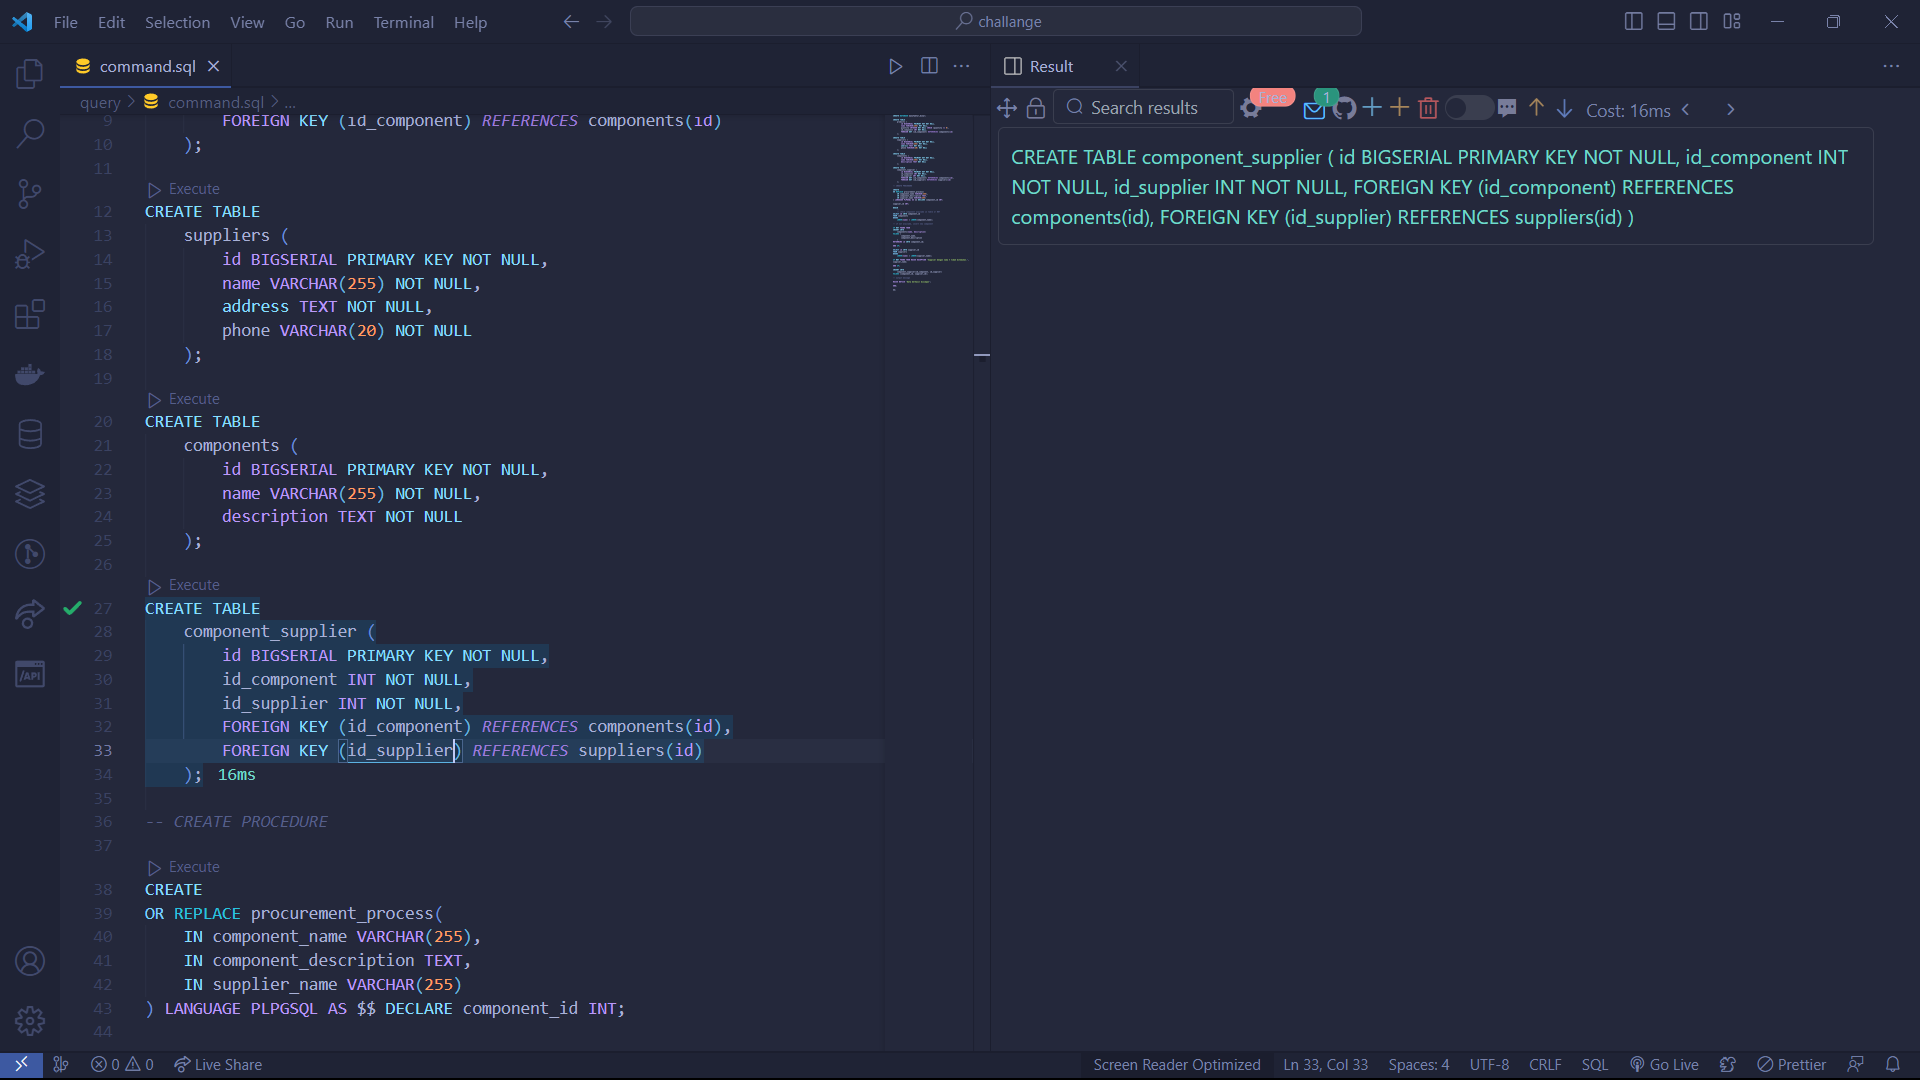 File Edit Selection View Go Run Terminal Help
challange
command.sql
Result
query > command.sql > ...
Search results
Free
1
Cost: 16ms
9 FOREIGN KEY (id_component) REFERENCES components(id)
10 );
11
Execute
12 CREATE TABLE
13 suppliers (
14 id BIGSERIAL PRIMARY KEY NOT NULL,
15 name VARCHAR(255) NOT NULL,
16 address TEXT NOT NULL,
17 phone VARCHAR(20) NOT NULL
18 );
19
Execute
20 CREATE TABLE
21 components (
22 id BIGSERIAL PRIMARY KEY NOT NULL,
23 name VARCHAR(255) NOT NULL,
24 description TEXT NOT NULL
25 );
26
Execute
27 CREATE TABLE
28 component_supplier (
29 id BIGSERIAL PRIMARY KEY NOT NULL,
30 id_component INT NOT NULL,
31 id_supplier INT NOT NULL,
32 FOREIGN KEY (id_component) REFERENCES components(id),
33 FOREIGN KEY (id_supplier) REFERENCES suppliers(id)
34 ); 16ms
35
36 -- CREATE PROCEDURE
37
Execute
38 CREATE
39 OR REPLACE procurement_process(
40 IN component_name VARCHAR(255),
41 IN component_description TEXT,
42 IN supplier_name VARCHAR(255)
43 ) LANGUAGE PLPGSQL AS $$ DECLARE component_id INT;
44
CREATE TABLE component_supplier ( id BIGSERIAL PRIMARY KEY NOT NULL, id_component INT
NOT NULL, id_supplier INT NOT NULL, FOREIGN KEY (id_component) REFERENCES
components(id), FOREIGN KEY (id_supplier) REFERENCES suppliers(id) )
/API
0 0 Live Share
Screen Reader Optimized Ln 33, Col 33 Spaces: 4 UTF-8 CRLF SQL Go Live Prettier